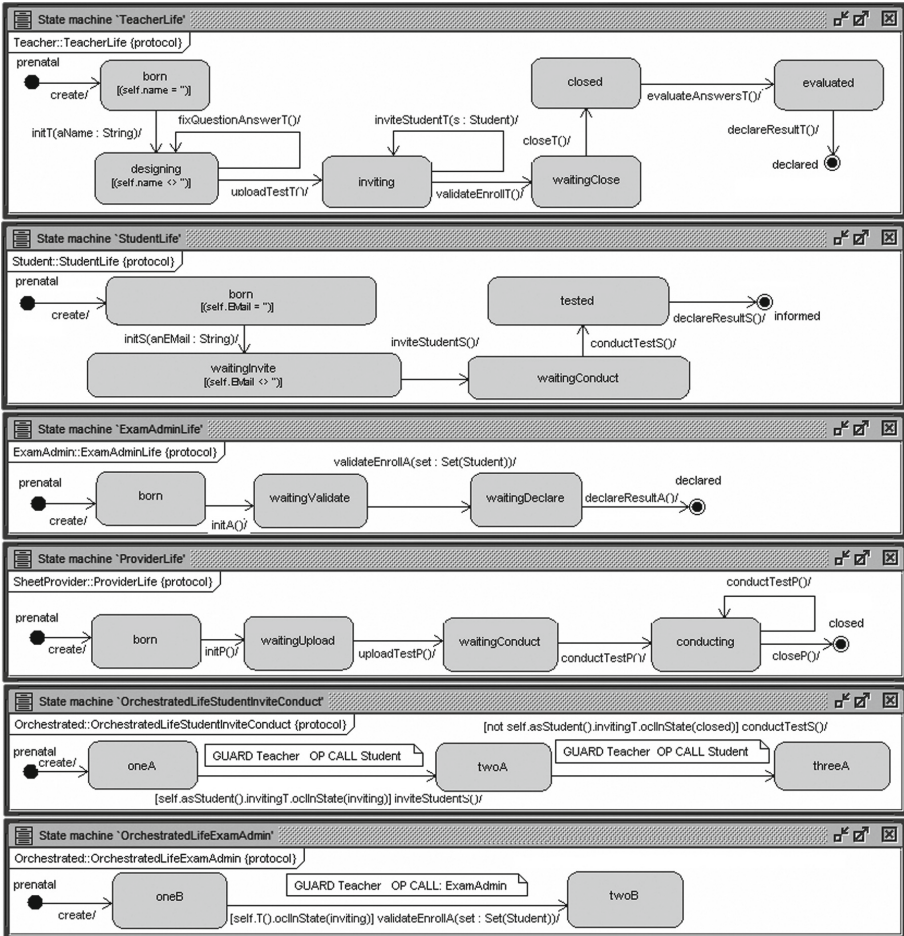 State machine `TeacherLife'
Teacher::TeacherLife {protocol}
prenatal
create/
born
[(self.name = '')]
initT(aName : String)/
fixQuestionAnswerT()/
designing
[(self.name <> '')]
uploadTestT()/
inviteStudentT(s : Student)/
inviting
validateEnrollT()/
waitingClose
closeT()/
closed
evaluateAnswersT()/
evaluated
declareResultT()/
declared
State machine `StudentLife'
Student::StudentLife {protocol}
prenatal
create/
born
[(self.EMail = '')]
initS(anEMail : String)/
waitingInvite
[(self.EMail <> '')]
inviteStudentS()/
waitingConduct
conductTestS()/
tested
declareResultS()/
informed
State machine `ExamAdminLife'
ExamAdmin::ExamAdminLife {protocol}
prenatal
create/
born
initA()/
waitingValidate
validateEnrollA(set : Set(Student))/
waitingDeclare
declareResultA()/
declared
State machine `ProviderLife'
SheetProvider::ProviderLife {protocol}
prenatal
create/
born
initP()/
waitingUpload
uploadTestP()/
waitingConduct
conductTestP()/
conducting
conductTestP()/
closeP()/
closed
State machine `OrchestratedLifeStudentInviteConduct'
Orchestrated::OrchestratedLifeStudentInviteConduct {protocol}
prenatal
create/
oneA
GUARD Teacher OP CALL Student
[self.asStudent().invitingT.oclInState(inviting)] inviteStudentS()/
twoA
[not self.asStudent().invitingT.oclInState(closed)] conductTestS()/
GUARD Teacher OP CALL Student
threeA
State machine `OrchestratedLifeExamAdmin'
Orchestrated::OrchestratedLifeExamAdmin {protocol}
prenatal
create/
oneB
GUARD Teacher OP CALL: ExamAdmin
[self.T().oclInState(inviting)] validateEnrollA(set : Set(Student))/
twoB